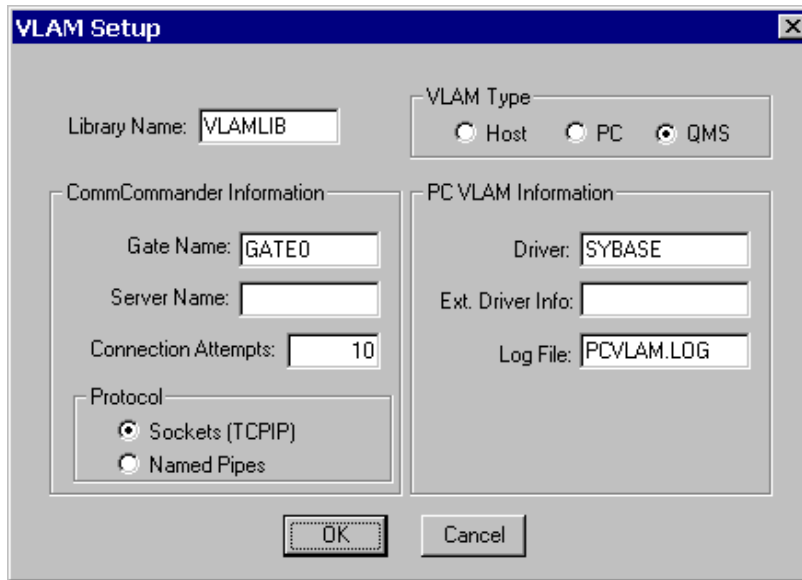 VLAM Setup
Library Name: VLAMLIB
VLAM Type
Host PC QMS
CommCommander Information
Gate Name: GATE0
Server Name:
Connection Attempts: 10
Protocol
Sockets (TCPIP)
Named Pipes
PC VLAM Information
Driver: SYBASE
Ext. Driver Info:
Log File: PCVLAM.LOG
OK Cancel